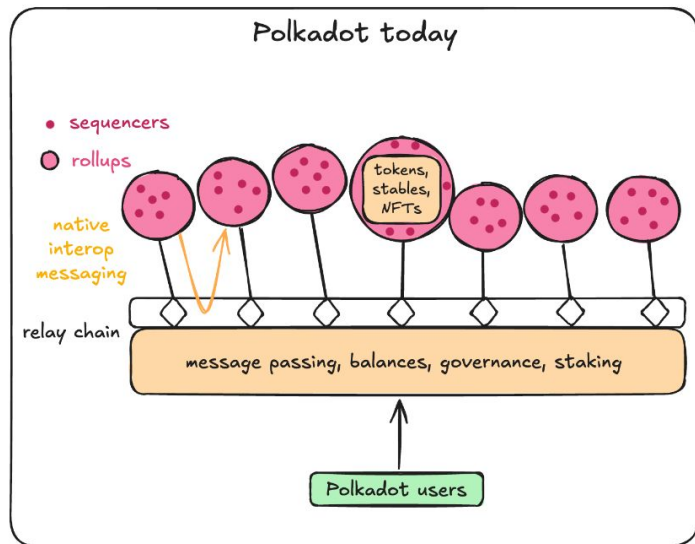 Polkadot today
sequencers
rollups
tokens,
stables,
NFTs
native
interop
messaging
relay chain
message passing, balances, governance, staking
Polkadot users